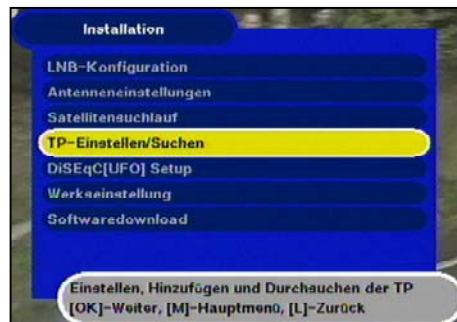 Installation
LNB-Konfiguration
Antenneneinstellungen
Satellitensuchlauf
TP-Einstellen/Suchen
DiSEqC[UFO] Setup
Werkseinstellung
Softwaredownload
Einstellen, Hinzufügen und Durchsuchen der TP
[OK]-Weiter, [M]-Hauptmenü, [L]-Zurück